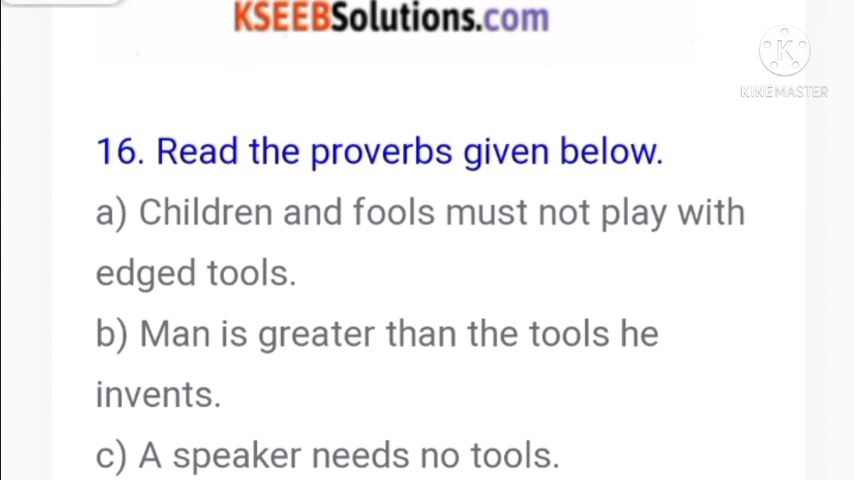 KSEEBSolutions.com
K
KINEMASTER
16. Read the proverbs given below.
a) Children and fools must not play with
edged tools.
b) Man is greater than the tools he
invents.
c) A speaker needs no tools.